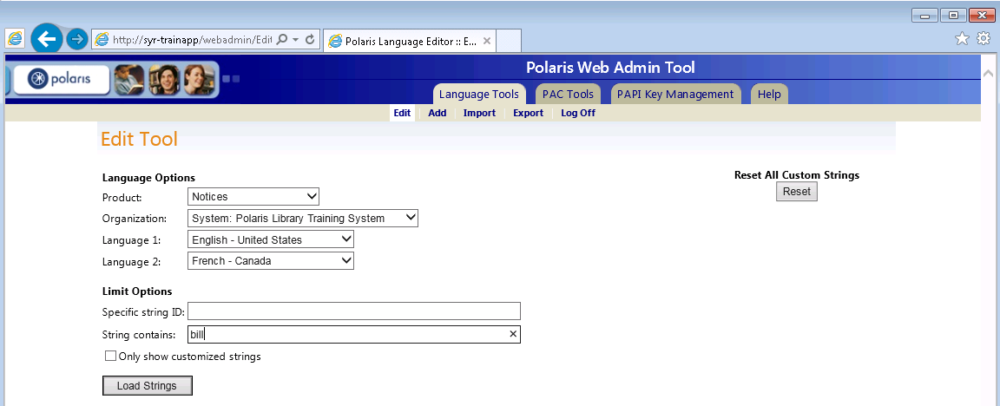 http://syr-trainapp/webadmin/Edit
Polaris Language Editor :: E...
polaris
Polaris Web Admin Tool
Language Tools PAC Tools PAPI Key Management Help
Edit Add Import Export Log Off
Edit Tool
Language Options
Reset All Custom Strings
Product: Notices
Reset
Organization: System: Polaris Library Training System
Language 1: English - United States
Language 2: French - Canada
Limit Options
Specific string ID:
String contains: bill
Only show customized strings
Load Strings